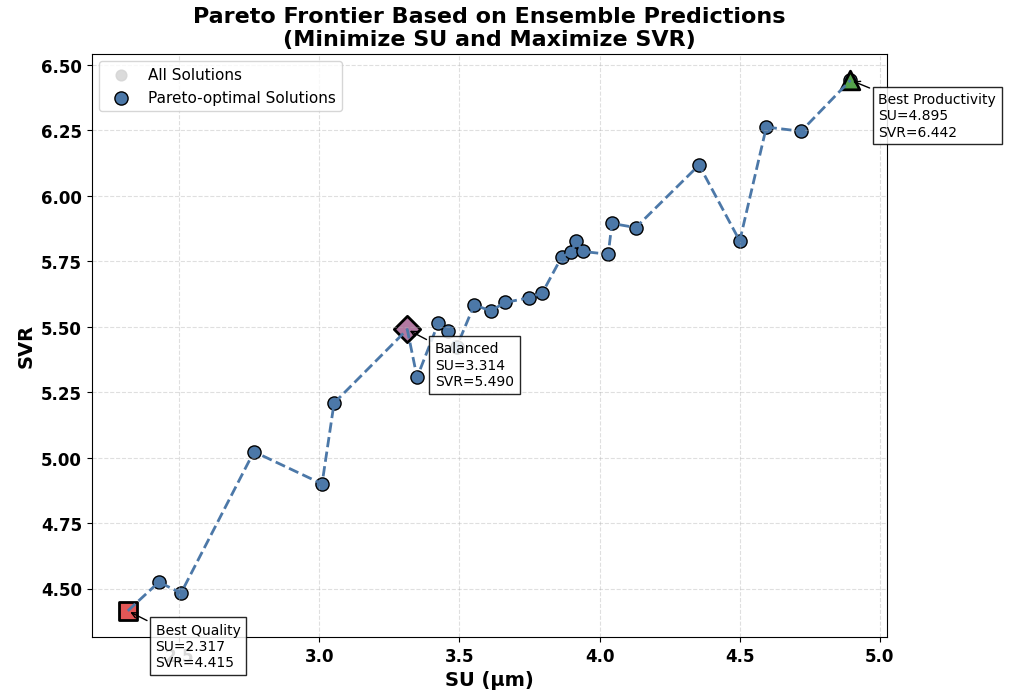 Pareto Frontier Based on Ensemble Predictions
(Minimize SU and Maximize SVR)
All Solutions
Pareto-optimal Solutions
6.50
6.25
6.00
5.75
5.50
5.25
5.00
4.75
4.50
SVR
Best Productivity
SU=4.895
SVR=6.442
Balanced
SU=3.314
SVR=5.490
Best Quality
SU=2.317
SVR=4.415
3.0
3.5
4.0
4.5
5.0
SU (μm)